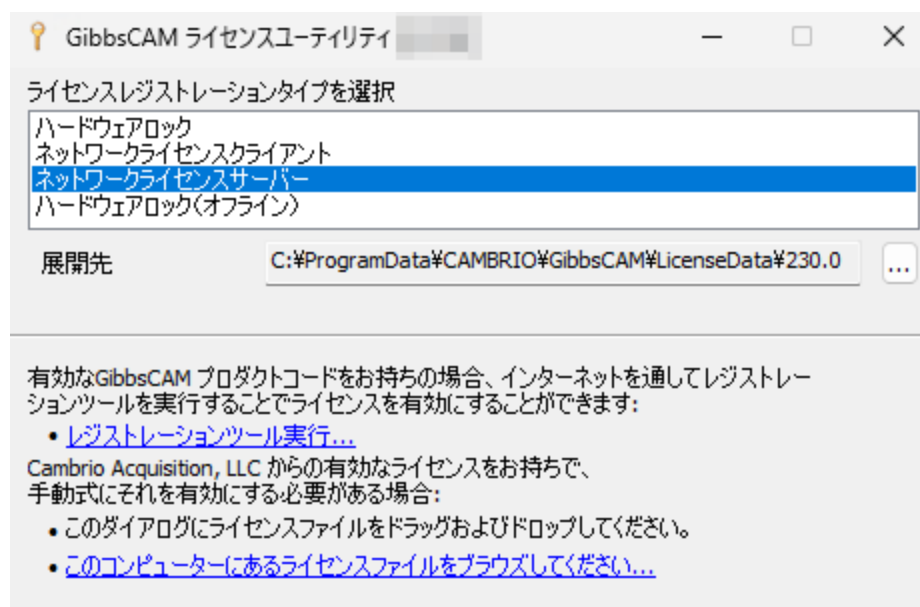 GibbsCAM ライセンスユーティリティ
ライセンスレジストレーションタイプを選択
ハードウェアロック
ネットワークライセンスクライアント
ネットワークライセンスサーバー
ハードウェアロック(オフライン)
展開先 C:¥ProgramData¥CAMBRIO¥GibbsCAM¥LicenseData¥230.0 ...
有効なGibbsCAM プロダクトコードをお持ちの場合、インターネットを通してレジストレー
ションツールを実行することでライセンスを有効にすることができます:
• レジストレーションツール実行...
Cambrio Acquisition, LLC からの有効なライセンスをお持ちで、
手動式にそれを有効にする必要がある場合:
• このダイアログにライセンスファイルをドラッグおよびドロップしてください。
• このコンピューターにあるライセンスファイルをブラウズしてください...